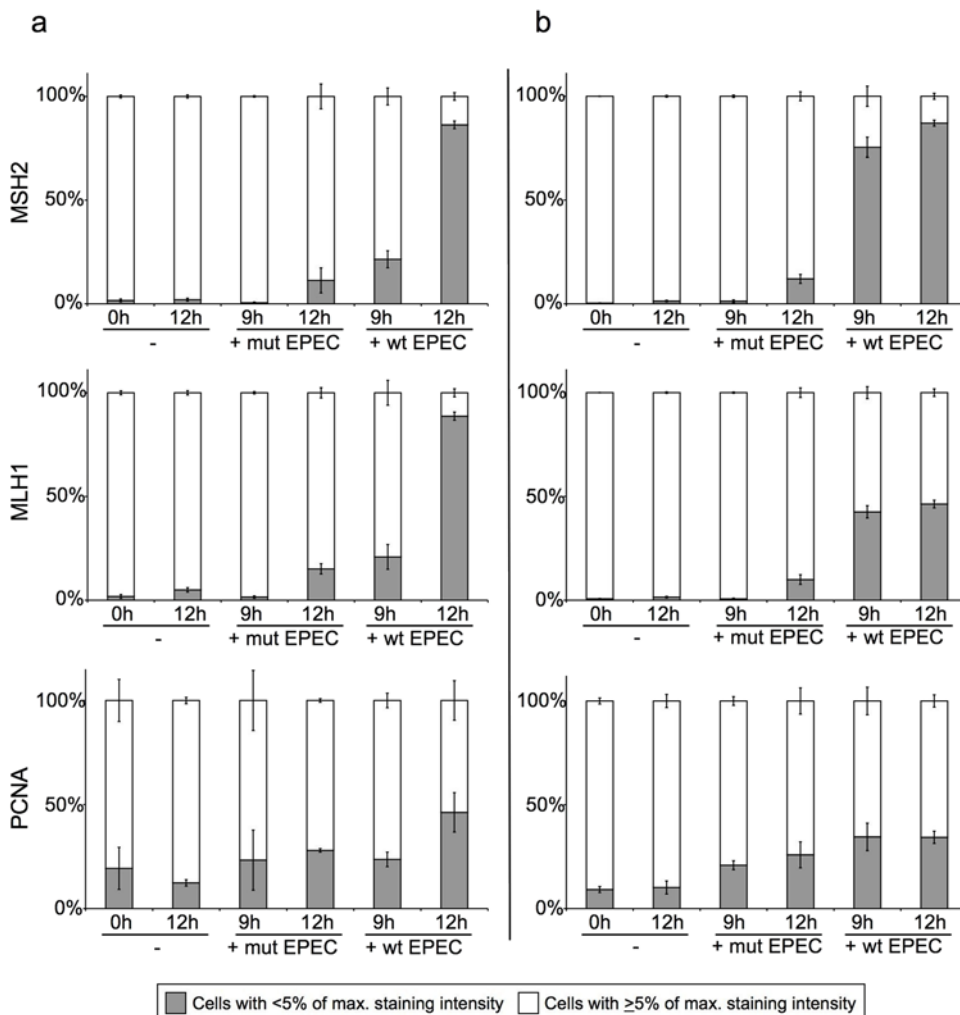 a
b
MSH2
100%
50%
0%
0h 12h 9h 12h 9h 12h
- + mut EPEC + wt EPEC
100%
50%
0%
0h 12h 9h 12h 9h 12h
- + mut EPEC + wt EPEC
MLH1
100%
50%
0%
0h 12h 9h 12h 9h 12h
- + mut EPEC + wt EPEC
100%
50%
0%
0h 12h 9h 12h 9h 12h
- + mut EPEC + wt EPEC
PCNA
100%
50%
0%
0h 12h 9h 12h 9h 12h
- + mut EPEC + wt EPEC
100%
50%
0%
0h 12h 9h 12h 9h 12h
- + mut EPEC + wt EPEC
Cells with <5% of max. staining intensity
Cells with ≥5% of max. staining intensity